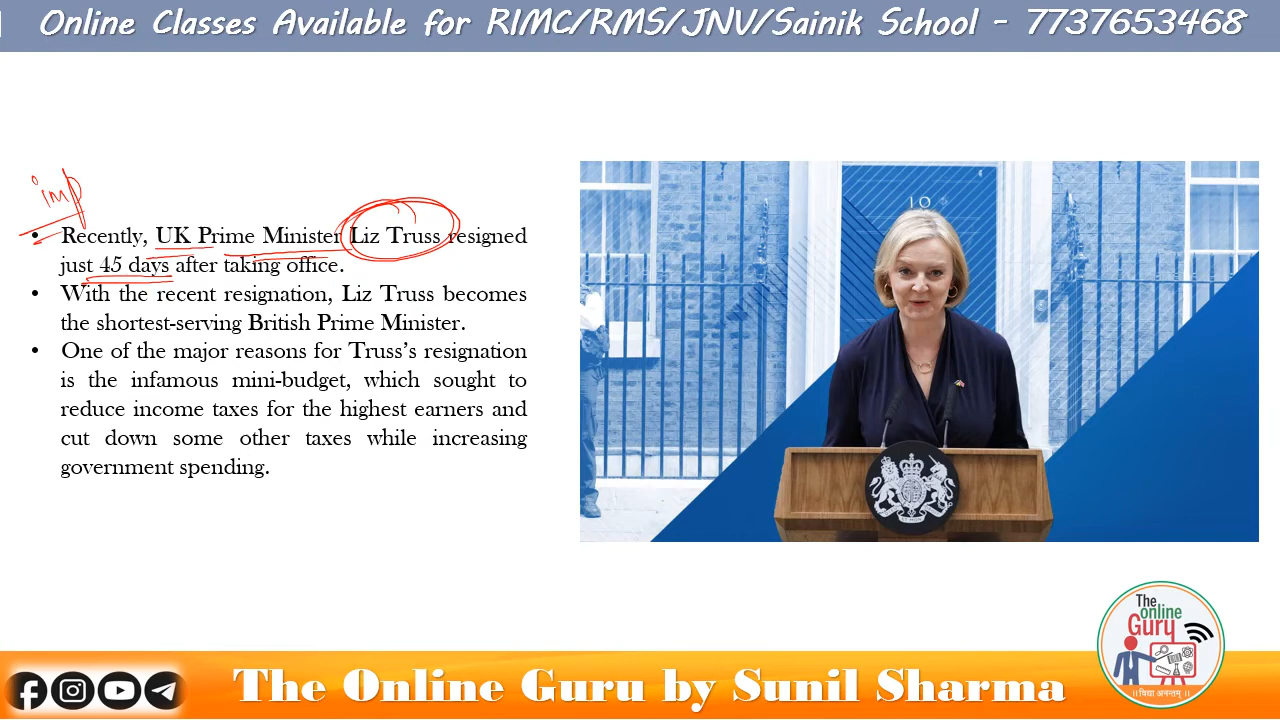 Online Classes Available for RIMC/RMS/JNV/Sainik School - 7737653468
imp
• Recently, UK Prime Minister Liz Truss resigned
just 45 days after taking office.
• With the recent resignation, Liz Truss becomes
the shortest-serving British Prime Minister.
• One of the major reasons for Truss's resignation
is the infamous mini-budget, which sought to
reduce income taxes for the highest earners and
cut down some other taxes while increasing
government spending.
10
The
online
Guru
।। विद्या अनन्तम् ।।
The Online Guru by Sunil Sharma